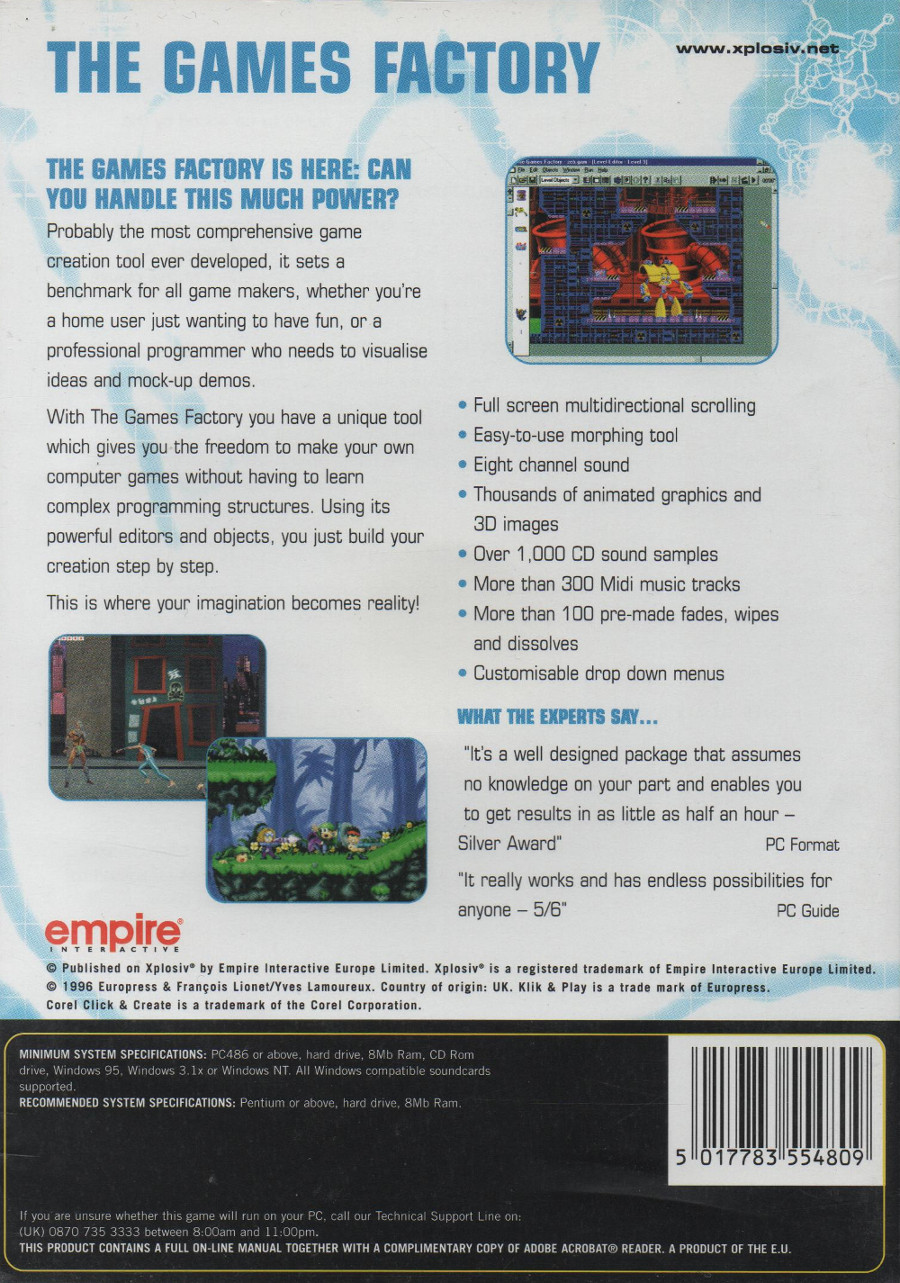 THE GAMES FACTORY
www.xplosiv.net
THE GAMES FACTORY IS HERE: CAN
YOU HANDLE THIS MUCH POWER?
Probably the most comprehensive game
creation tool ever developed, it sets a
benchmark for all game makers, whether you're
a home user just wanting to have fun, or a
professional programmer who needs to visualise
ideas and mock-up demos.
With The Games Factory you have a unique tool
which gives you the freedom to make your own
computer games without having to learn
complex programming structures. Using its
powerful editors and objects, you just build your
creation step by step.
This is where your imagination becomes reality!
• Full screen multidirectional scrolling
• Easy-to-use morphing tool
• Eight channel sound
• Thousands of animated graphics and
3D images
• Over 1,000 CD sound samples
• More than 300 Midi music tracks
• More than 100 pre-made fades, wipes
and dissolves
• Customisable drop down menus
WHAT THE EXPERTS SAY...
"It's a well designed package that assumes
no knowledge on your part and enables you
to get results in as little as half an hour –
Silver Award" PC Format
"It really works and has endless possibilities for
anyone – 5/6" PC Guide
empire®
INTERACTIVE
© Published on Xplosiv® by Empire Interactive Europe Limited. Xplosiv® is a registered trademark of Empire Interactive Europe Limited.
© 1996 Europress & François Lionet/Yves Lamoureux. Country of origin: UK. Klik & Play is a trade mark of Europress.
Corel Click & Create is a trademark of the Corel Corporation.
MINIMUM SYSTEM SPECIFICATIONS: PC486 or above, hard drive, 8Mb Ram, CD Rom
drive, Windows 95, Windows 3.1x or Windows NT. All Windows compatible soundcards
supported.
RECOMMENDED SYSTEM SPECIFICATIONS: Pentium or above, hard drive, 8Mb Ram.
5 017783 554809
If you are unsure whether this game will run on your PC, call our Technical Support Line on:
(UK) 0870 735 3333 between 8:00am and 11:00pm.
THIS PRODUCT CONTAINS A FULL ON-LINE MANUAL TOGETHER WITH A COMPLIMENTARY COPY OF ADOBE ACROBAT® READER. A PRODUCT OF THE E.U.